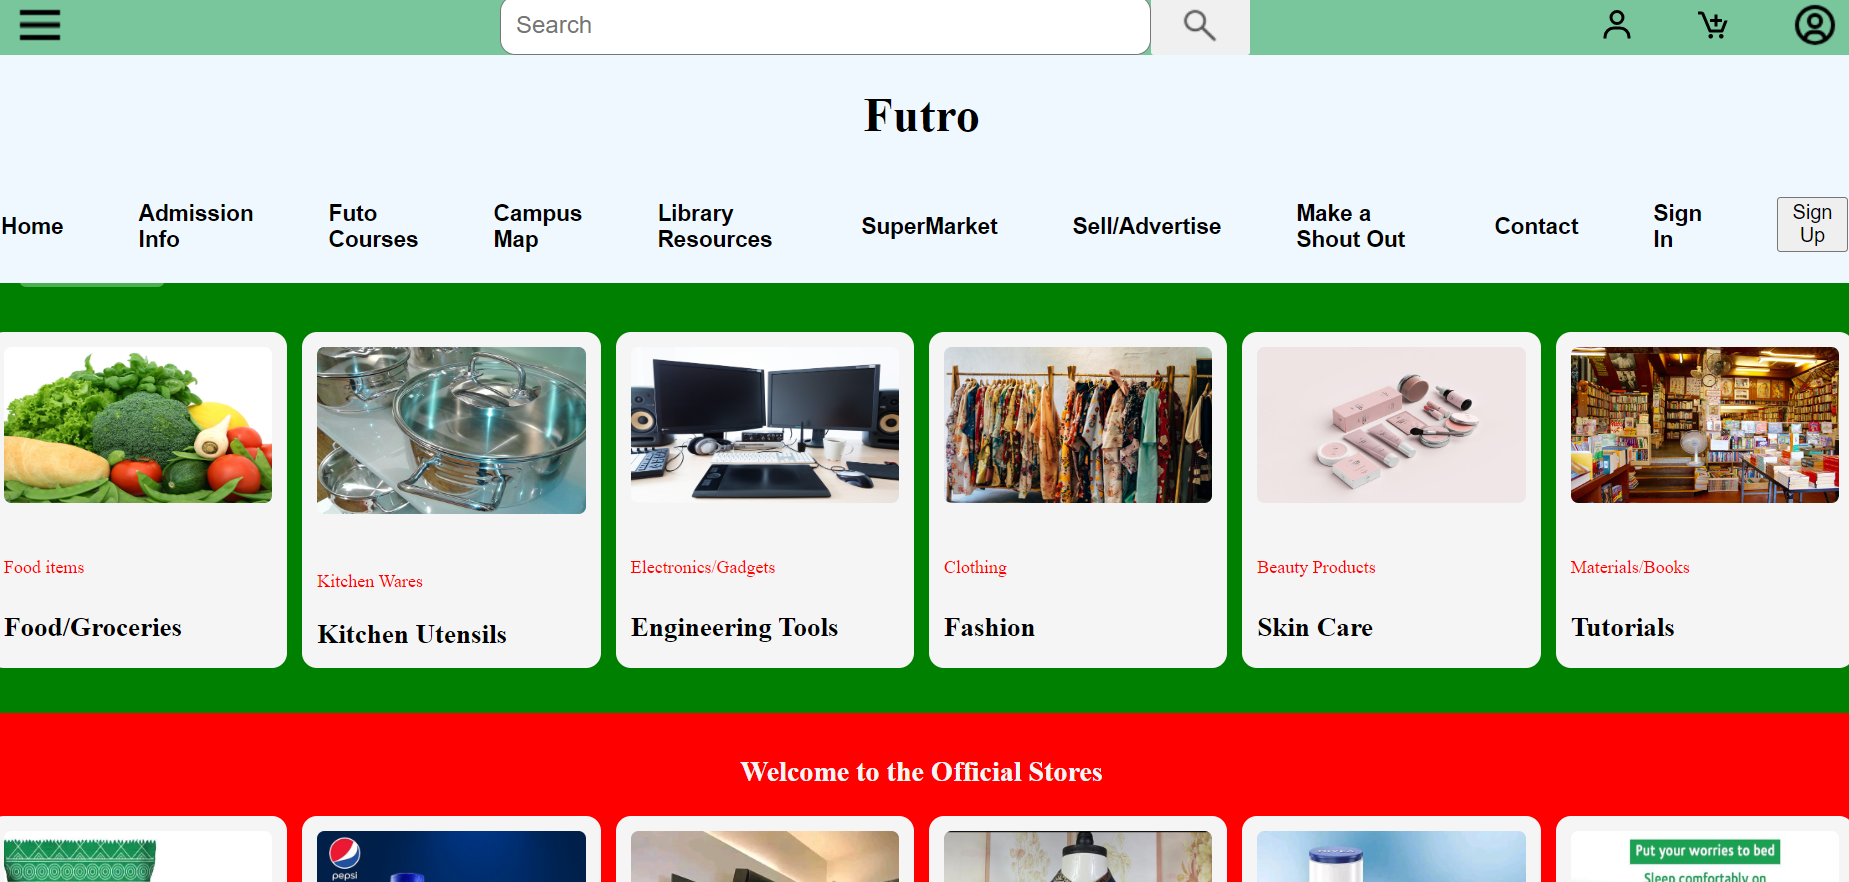 Search
Futro
Home
Admission
Info
Futo
Courses
Campus
Map
Library
Resources
SuperMarket
Sell/Advertise
Make a
Shout Out
Contact
Sign
In
Sign
Up
Food items
Food/Groceries
Kitchen Wares
Kitchen Utensils
Electronics/Gadgets
Engineering Tools
Clothing
Fashion
Beauty Products
Skin Care
Materials/Books
Tutorials
Welcome to the Official Stores
pepsi
Put your worries to bed
Sleep comfortably on